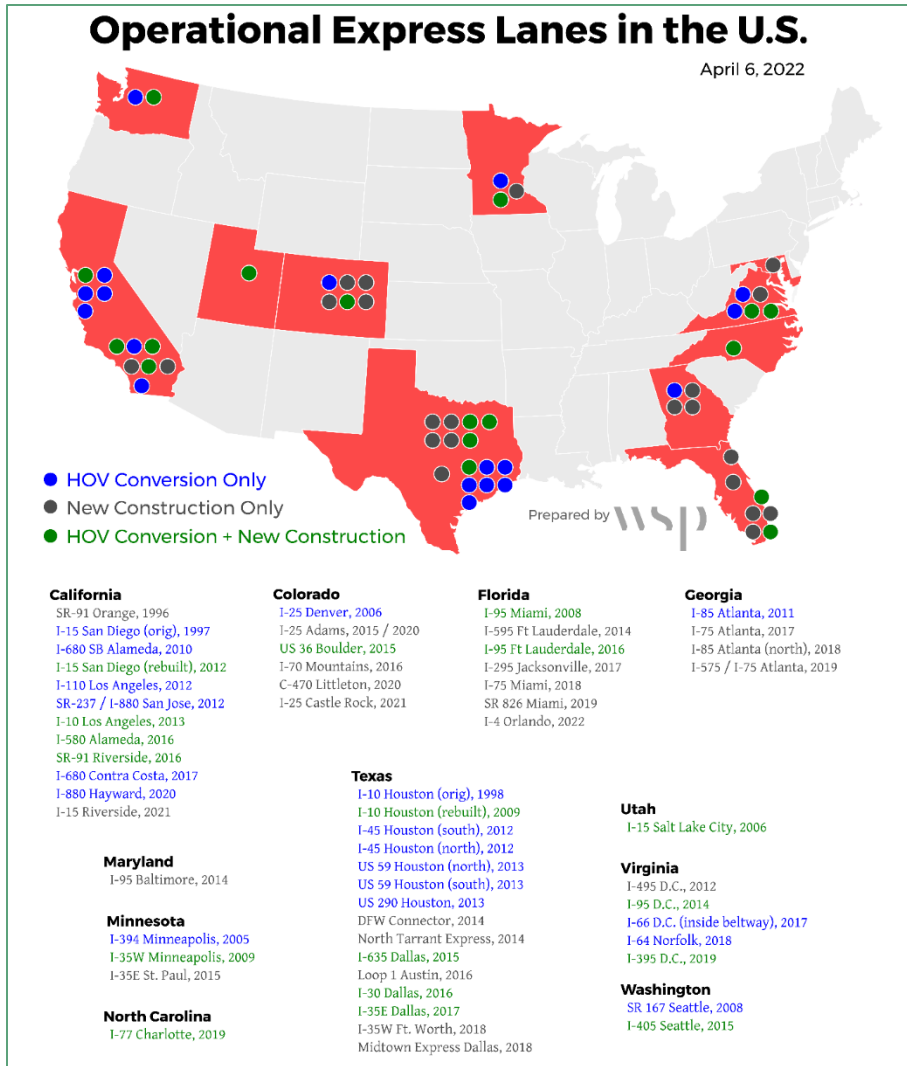 Operational Express Lanes in the U.S.
April 6, 2022
HOV Conversion Only
New Construction Only
HOV Conversion + New Construction
Prepared by wsp
California
SR-91 Orange, 1996
I-15 San Diego (orig), 1997
I-680 SB Alameda, 2010
I-15 San Diego (rebuilt), 2012
I-110 Los Angeles, 2012
SR-237 / I-880 San Jose, 2012
I-10 Los Angeles, 2013
I-580 Alameda, 2016
SR-91 Riverside, 2016
I-680 Contra Costa, 2017
I-880 Hayward, 2020
I-15 Riverside, 2021
Colorado
I-25 Denver, 2006
I-25 Adams, 2015 / 2020
US 36 Boulder, 2015
I-70 Mountains, 2016
C-470 Littleton, 2020
I-25 Castle Rock, 2021
Florida
I-95 Miami, 2008
I-595 Ft Lauderdale, 2014
I-95 Ft Lauderdale, 2016
I-295 Jacksonville, 2017
I-75 Miami, 2018
SR 826 Miami, 2019
I-4 Orlando, 2022
Georgia
I-85 Atlanta, 2011
I-75 Atlanta, 2017
I-85 Atlanta (north), 2018
I-575 / I-75 Atlanta, 2019
Maryland
I-95 Baltimore, 2014
Minnesota
I-394 Minneapolis, 2005
I-35W Minneapolis, 2009
I-35E St. Paul, 2015
North Carolina
I-77 Charlotte, 2019
Texas
I-10 Houston (orig), 1998
I-10 Houston (rebuilt), 2009
I-45 Houston (south), 2012
I-45 Houston (north), 2012
US 59 Houston (north), 2013
US 59 Houston (south), 2013
US 290 Houston, 2013
DFW Connector, 2014
North Tarrant Express, 2014
I-635 Dallas, 2015
Loop 1 Austin, 2016
I-30 Dallas, 2016
I-35E Dallas, 2017
I-35W Ft. Worth, 2018
Midtown Express Dallas, 2018
Utah
I-15 Salt Lake City, 2006
Virginia
I-495 D.C., 2012
I-95 D.C., 2014
I-66 D.C. (inside beltway), 2017
I-64 Norfolk, 2018
I-395 D.C., 2019
Washington
SR 167 Seattle, 2008
I-405 Seattle, 2015